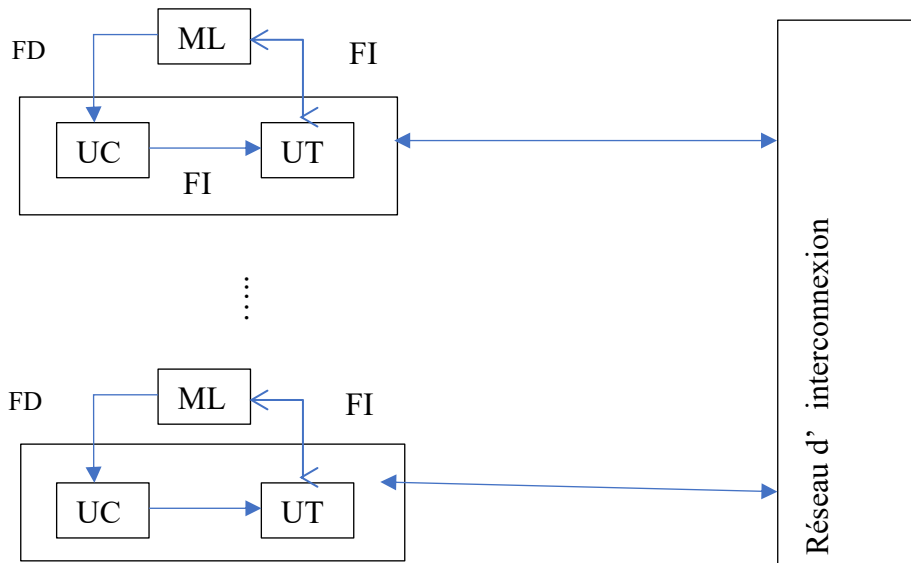 FD
ML
FI
UC
UT
FI
.....
FD
ML
FI
UC
UT
Réseau d’ interconnexion